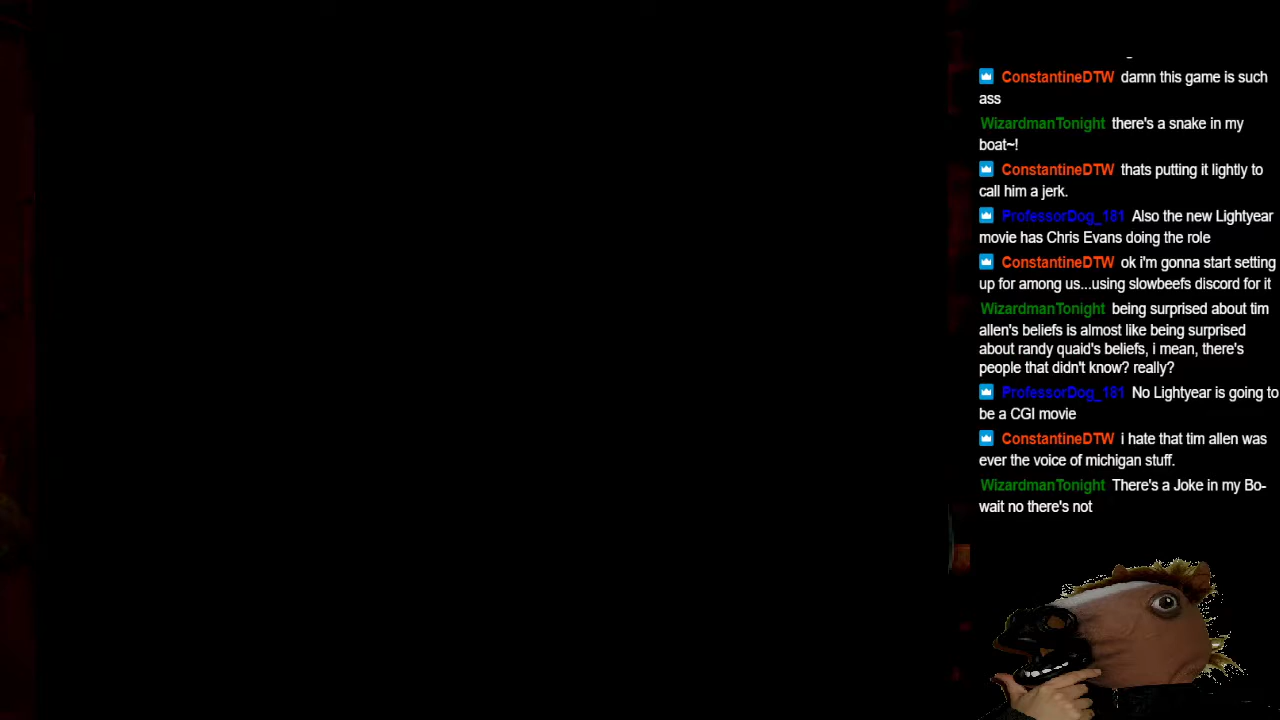 ConstantineDTW damn this game is such
ass
WizardmanTonight there's a snake in my
boat~!
ConstantineDTW thats putting it lightly to
call him a jerk.
ProfessorDog_181 Also the new Lightyear
movie has Chris Evans doing the role
ConstantineDTW ok i'm gonna start setting
up for among us...using slowbeefs discord for it
WizardmanTonight being surprised about tim
allen's beliefs is almost like being surprised
about randy quaid's beliefs, i mean, there's
people that didn't know? really?
ProfessorDog_181 No Lightyear is going to
be a CGI movie
ConstantineDTW i hate that tim allen was
ever the voice of michigan stuff.
WizardmanTonight There's a Joke in my Bo-
wait no there's not